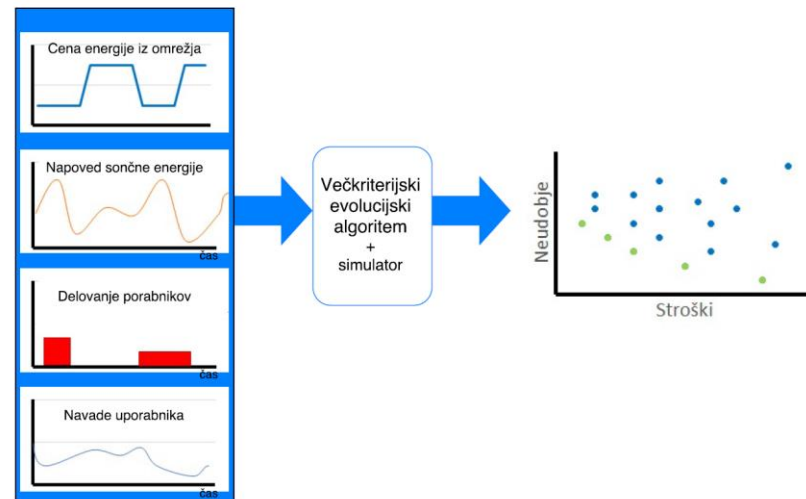 Cena energije iz omrežja
Napoved sončne energije
čas
Delovanje porabnikov
čas
Navade uporabnika
čas
Večkriterijski
evolucijski
algoritem
+
simulator
Neudobje
Stroški